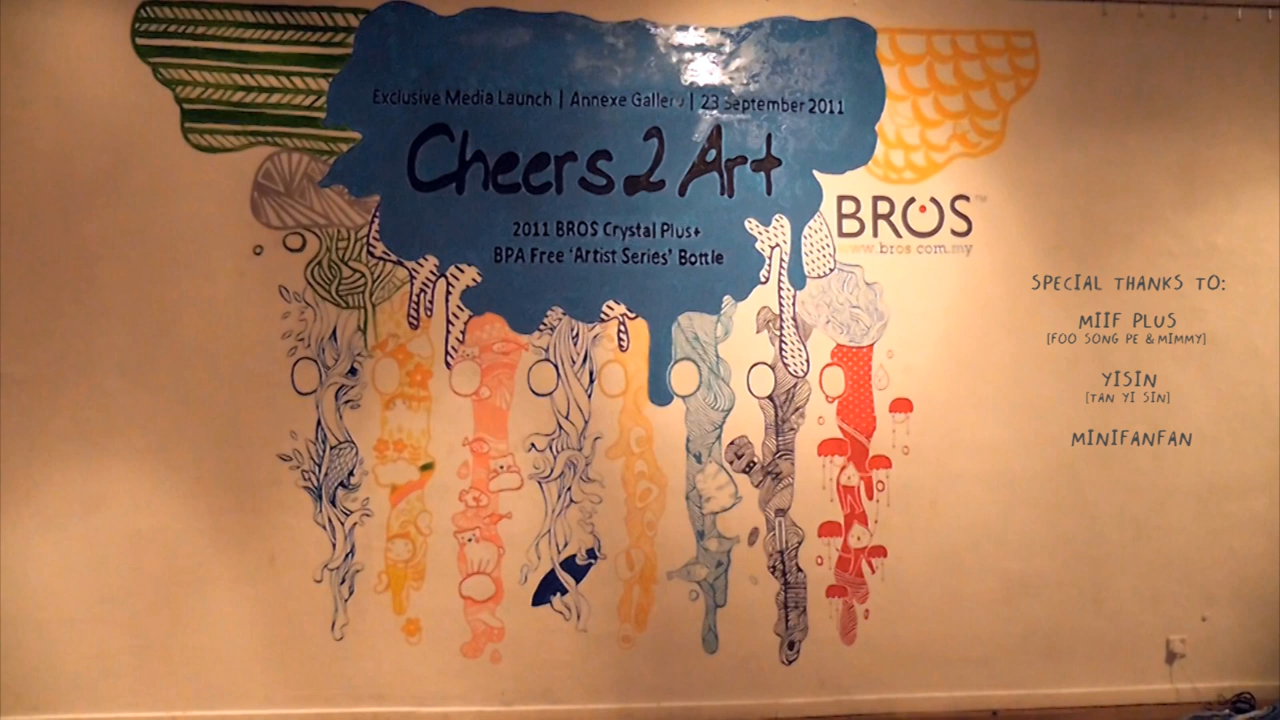 Exclusive Media Launch | Annexe Gallery | 23 September 2011
Cheers 2 Art
2011 BROS Crystal Plus+
BPA Free 'Artist Series' Bottle
BROS™
www.bros.com.my
SPECIAL THANKS TO:
MIIF PLUS
[FOO SONG PE & MIMMY]
YISIN
[TAN YI SIN]
MINIFANFAN